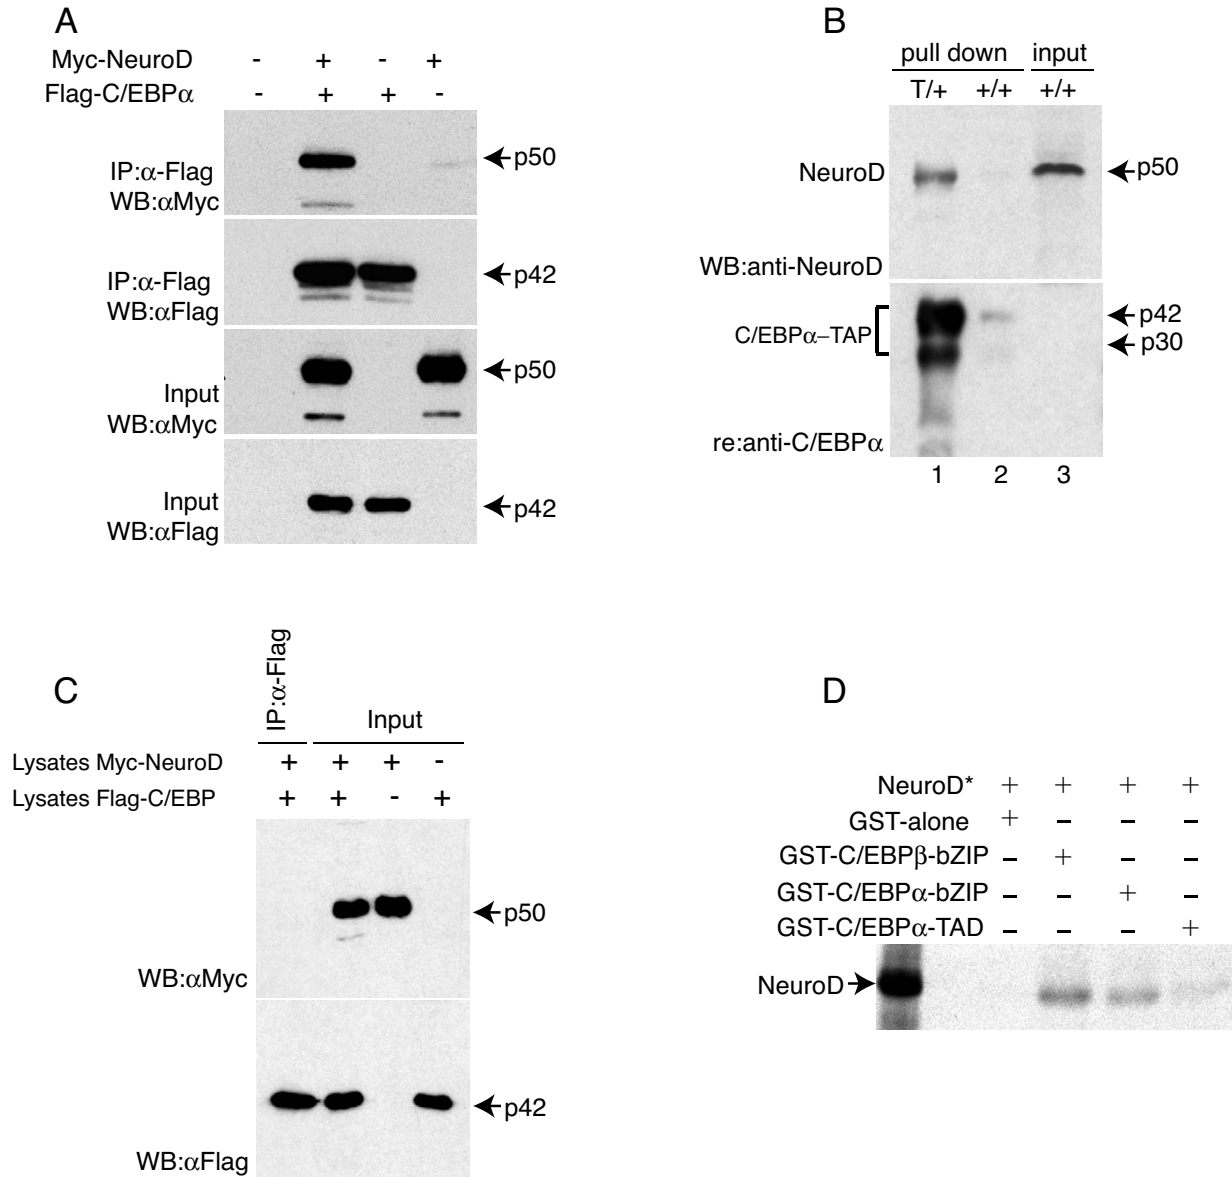 A
Myc-NeuroD - + - +
Flag-C/EBPα - + + -
IP:α-Flag
WB:αMyc
p50
IP:α-Flag
WB:αFlag
p42
Input
WB:αMyc
p50
Input
WB:αFlag
p42
B
pull down input
T/+ +/+ +/+
NeuroD
p50
WB:anti-NeuroD
C/EBPα–TAP
p42
p30
re:anti-C/EBPα
1 2 3
C
IP:α-Flag
Input
Lysates Myc-NeuroD + + + -
Lysates Flag-C/EBP + + - +
p50
WB:αMyc
p42
WB:αFlag
D
NeuroD* + + + +
GST-alone + – – –
GST-C/EBPβ-bZIP – + – –
GST-C/EBPα-bZIP – – + –
GST-C/EBPα-TAD – – – +
NeuroD